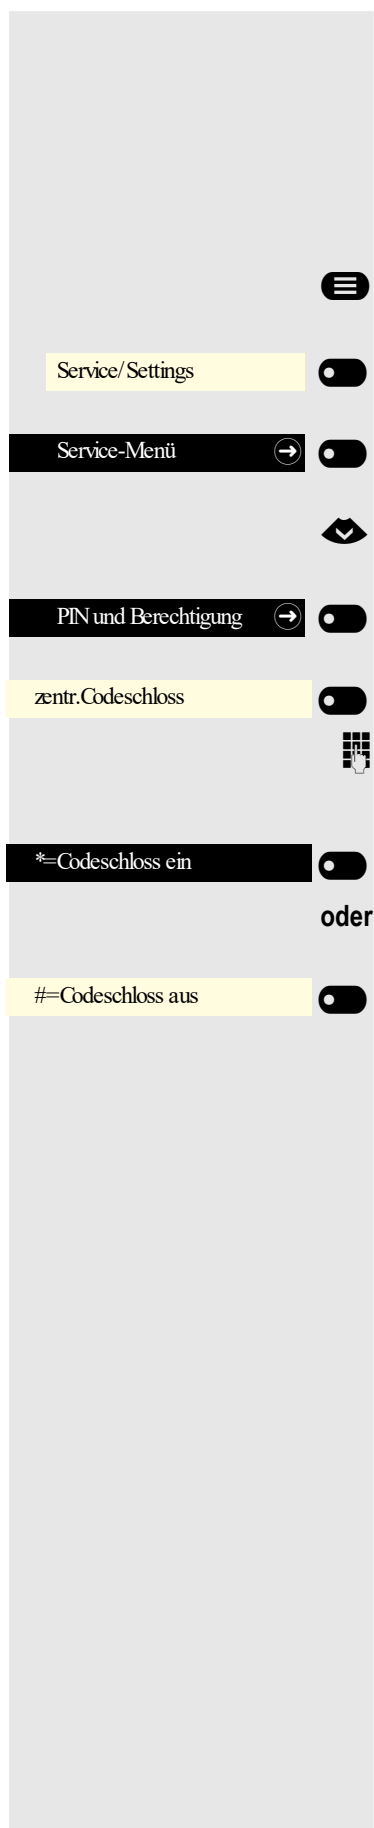 Service/Settings
Service-Menü
PIN und Berechtigung
zentr.Codeschloss
*=Codeschloss ein
oder
#=Codeschloss aus